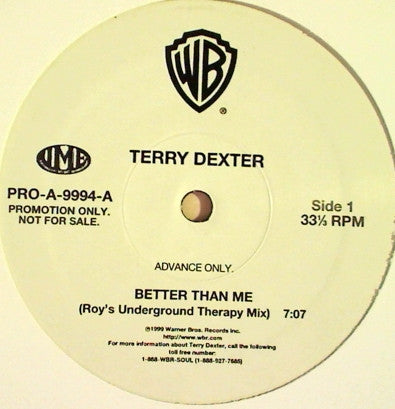 WB
®
UMB
TERRY DEXTER
PRO-A-9994-A
PROMOTION ONLY.
NOT FOR SALE.
Side 1
33⅓ RPM
ADVANCE ONLY.
BETTER THAN ME
(Roy's Underground Therapy Mix) 7:07
℗1999 Warner Bros. Records Inc.
http://www.wbr.com
For more information about Terry Dexter, call the following
toll free number:
1-888-WBR-SOUL (1-888-927-7685)